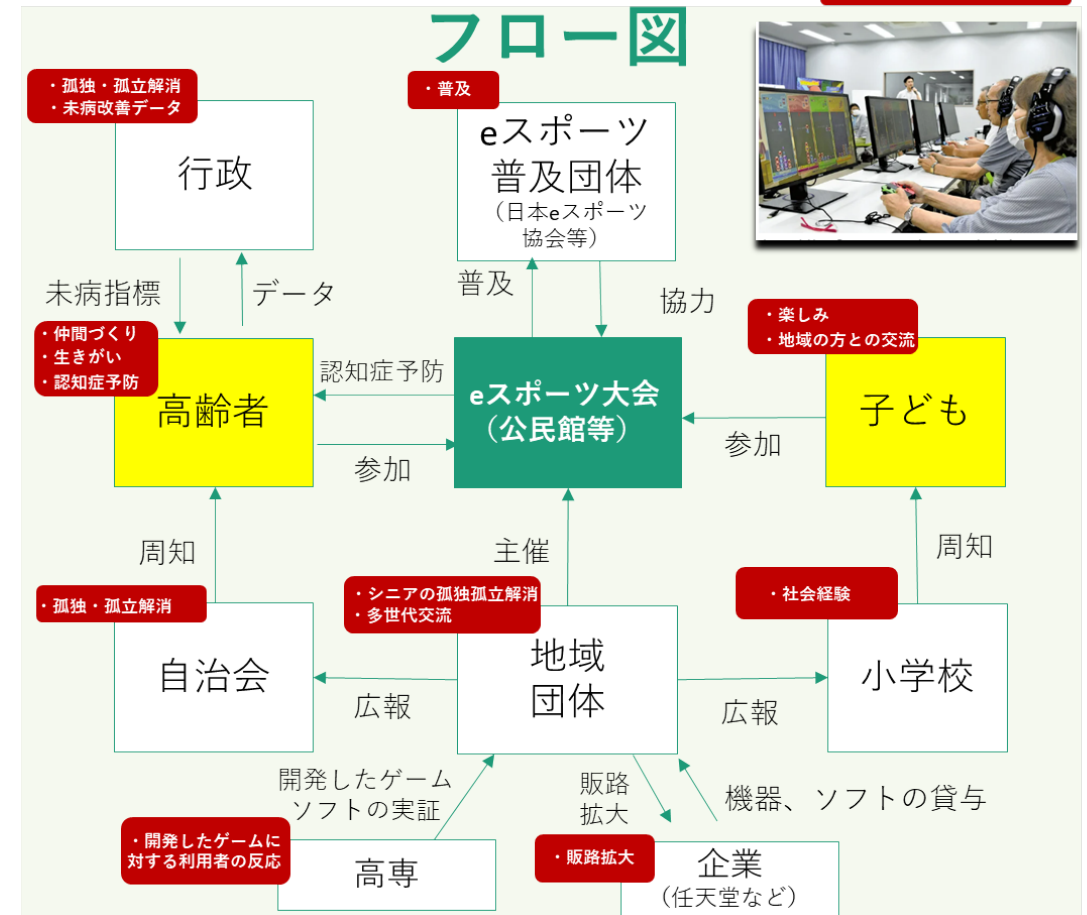 フロー図
・孤独・孤立解消
・未病改善データ
行政
・普及
eスポーツ
普及団体
（日本eスポーツ
協会等）
未病指標
データ
普及
協力
・仲間づくり
・生きがい
・認知症予防
高齢者
認知症予防
参加
eスポーツ大会
（公民館等）
・楽しみ
・地域の方との交流
子ども
参加
周知
主催
周知
・孤独・孤立解消
自治会
・シニアの孤独孤立解消
・多世代交流
地域
団体
・社会経験
小学校
広報
広報
開発したゲーム
ソフトの実証
販路
拡大
機器、ソフトの貸与
・開発したゲームに
対する利用者の反応
高専
・販路拡大
企業
（任天堂など）